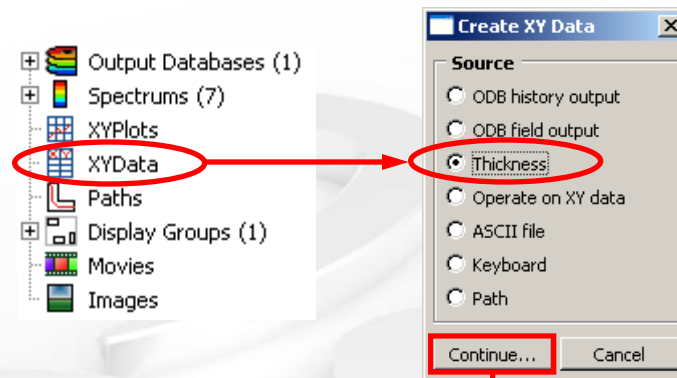 Output Databases (1)
Spectrums (7)
XYPlots
XYData
Paths
Display Groups (1)
Movies
Images
Create XY Data
Source
ODB history output
ODB field output
Thickness
Operate on XY data
ASCII file
Keyboard
Path
Continue...
Cancel